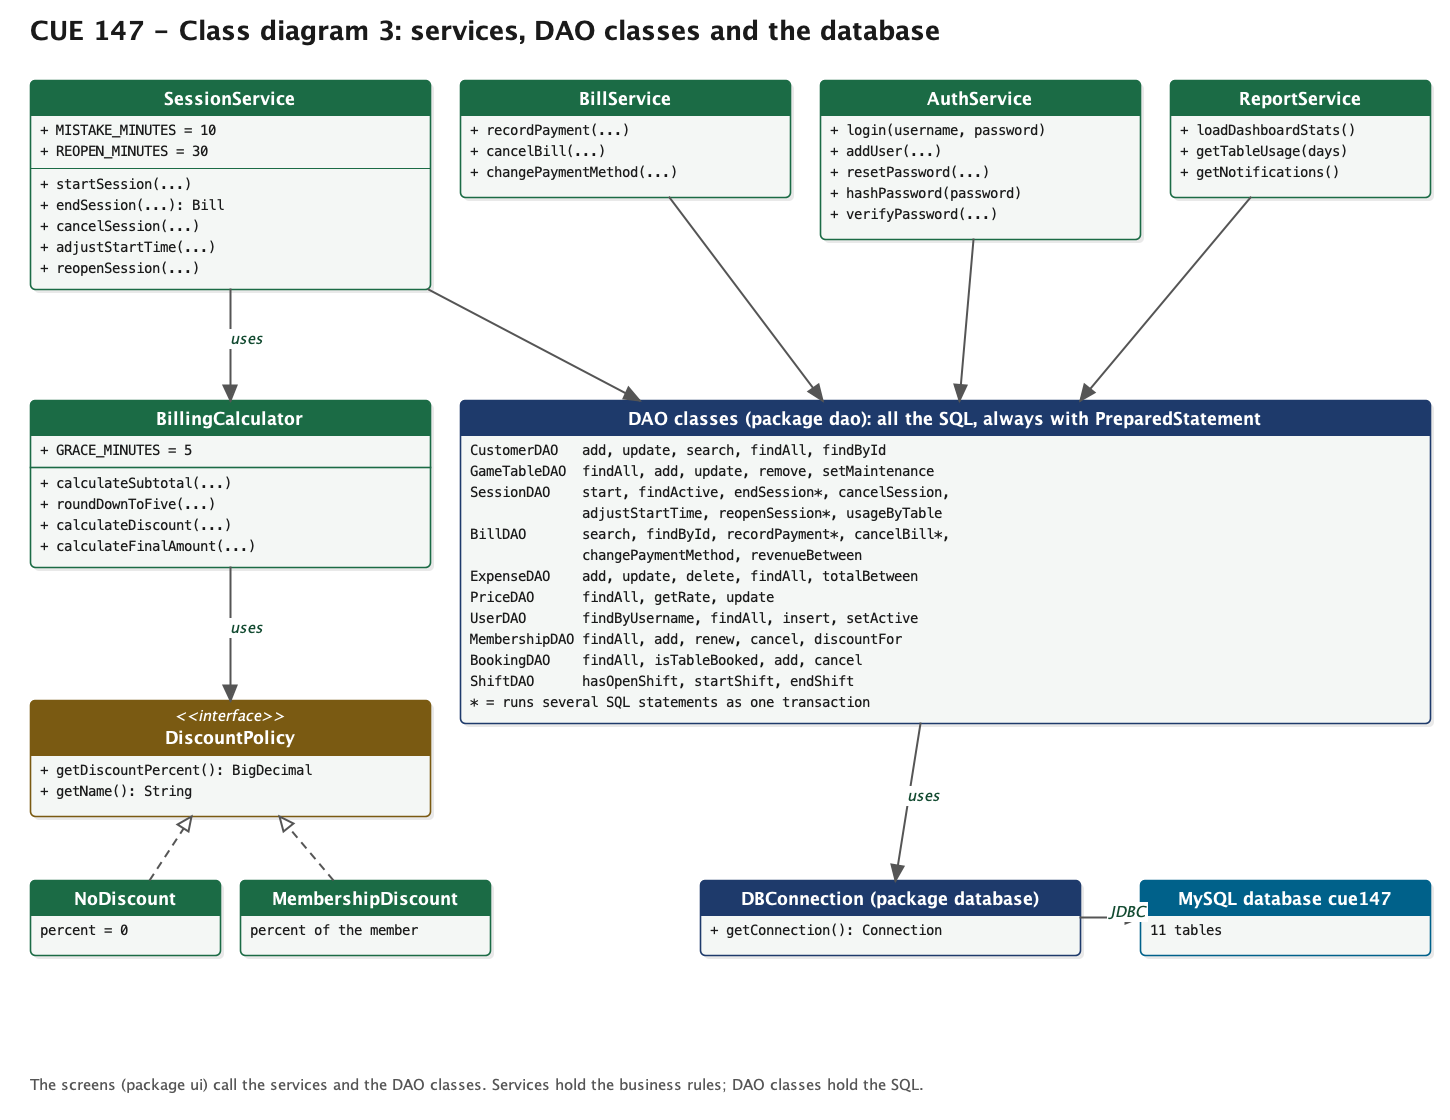 CUE 147 – Class diagram 3: services, DAO classes and the database
SessionService
+ MISTAKE_MINUTES = 10
+ REOPEN_MINUTES = 30
+ startSession(...)
+ endSession(...): Bill
+ cancelSession(...)
+ adjustStartTime(...)
+ reopenSession(...)
BillService
+ recordPayment(...)
+ cancelBill(...)
+ changePaymentMethod(...)
AuthService
+ login(username, password)
+ addUser(...)
+ resetPassword(...)
+ hashPassword(password)
+ verifyPassword(...)
ReportService
+ loadDashboardStats()
+ getTableUsage(days)
+ getNotifications()
uses
BillingCalculator
+ GRACE_MINUTES = 5
+ calculateSubtotal(...)
+ roundDownToFive(...)
+ calculateDiscount(...)
+ calculateFinalAmount(...)
DAO classes (package dao): all the SQL, always with PreparedStatement
CustomerDAO add, update, search, findAll, findById
GameTableDAO findAll, add, update, remove, setMaintenance
SessionDAO start, findActive, endSession*, cancelSession,
adjustStartTime, reopenSession*, usageByTable
BillDAO search, findById, recordPayment*, cancelBill*,
changePaymentMethod, revenueBetween
ExpenseDAO add, update, delete, findAll, totalBetween
PriceDAO findAll, getRate, update
UserDAO findByUsername, findAll, insert, setActive
MembershipDAO findAll, add, renew, cancel, discountFor
BookingDAO findAll, isTableBooked, add, cancel
ShiftDAO hasOpenShift, startShift, endShift
* = runs several SQL statements as one transaction
uses
<<interface>>
DiscountPolicy
+ getDiscountPercent(): BigDecimal
+ getName(): String
uses
NoDiscount
percent = 0
MembershipDiscount
percent of the member
DBConnection (package database)
+ getConnection(): Connection
JDBC
MySQL database cue147
11 tables
The screens (package ui) call the services and the DAO classes. Services hold the business rules; DAO classes hold the SQL.